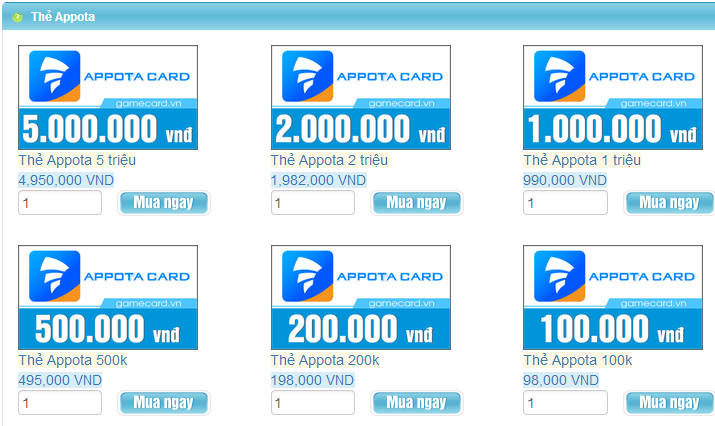 Thẻ Appota
APPOTA CARD
gamecard.vn
5.000.000 vnđ
Thẻ Appota 5 triệu
4,950,000 VND
1
Mua ngay
APPOTA CARD
gamecard.vn
2.000.000 vnđ
Thẻ Appota 2 triệu
1,982,000 VND
1
Mua ngay
APPOTA CARD
gamecard.vn
1.000.000 vnđ
Thẻ Appota 1 triệu
990,000 VND
1
Mua ngay
APPOTA CARD
gamecard.vn
500.000 vnđ
Thẻ Appota 500k
495,000 VND
1
Mua ngay
APPOTA CARD
gamecard.vn
200.000 vnđ
Thẻ Appota 200k
198,000 VND
1
Mua ngay
APPOTA CARD
gamecard.vn
100.000 vnđ
Thẻ Appota 100k
98,000 VND
1
Mua ngay